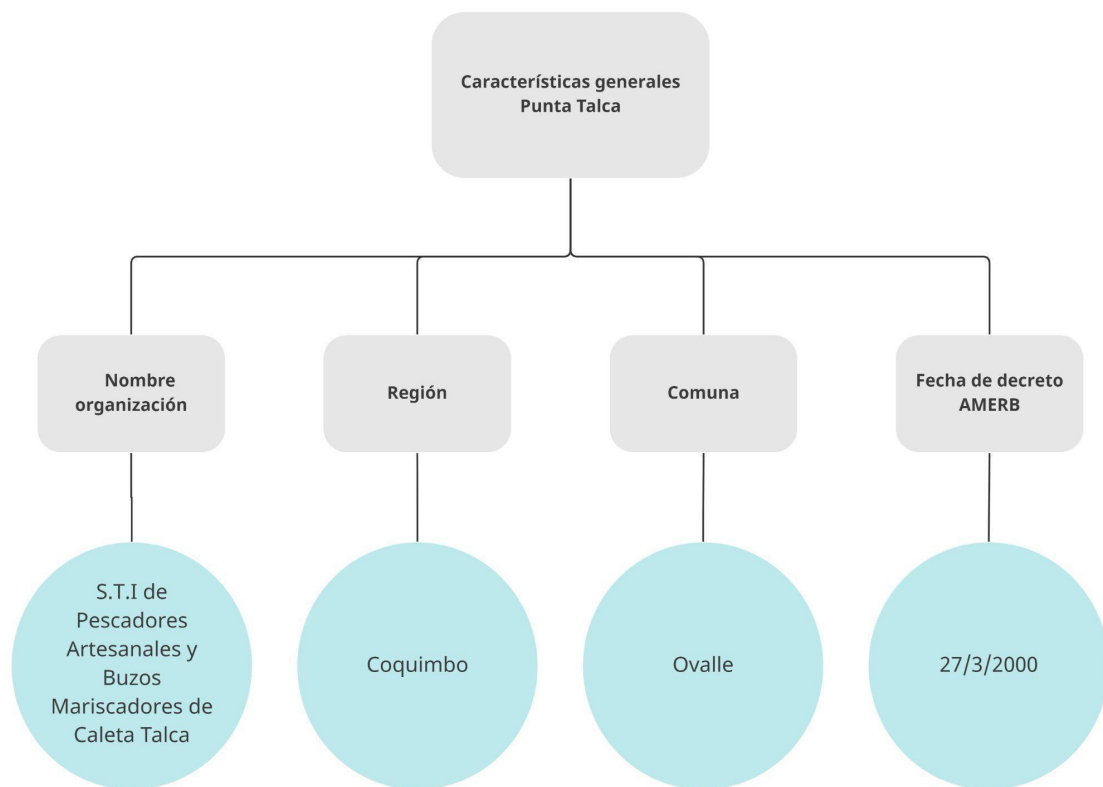 Características generales
Punta Talca
Nombre
organización
Región
Comuna
Fecha de decreto
AMERB
S.T.I de
Pescadores
Artesanales y
Buzos
Mariscadores de
Caleta Talca
Coquimbo
Ovalle
27/3/2000